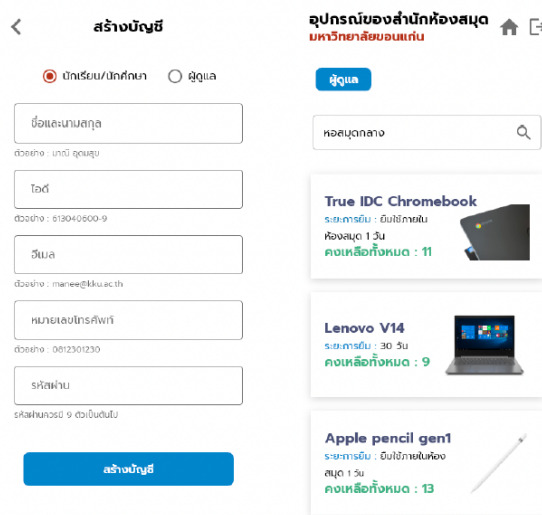 สร้างบัญชี
นักเรียน/นักศึกษา
ผู้ดูแล
ชื่อและนามสกุล
ตัวอย่าง : มานี อุดมสุข
ไอดี
ตัวอย่าง : 613040600-9
อีเมล
ตัวอย่าง : manee@kku.ac.th
หมายเลขโทรศัพท์
ตัวอย่าง : 0812301230
รหัสผ่าน
รหัสผ่านควรมี 9 ตัวเป็นต้นไป
สร้างบัญชี
อุปกรณ์ของสำนักห้องสมุด
มหาวิทยาลัยขอนแก่น
ผู้ดูแล
หอสมุดกลาง
True IDC Chromebook
ระยะการยืม : ยืมใช้ภายใน
ห้องสมุด 1 วัน
คงเหลือทั้งหมด : 11
Lenovo V14
ระยะการยืม : 30 วัน
คงเหลือทั้งหมด : 9
Apple pencil gen1
ระยะการยืม : ยืมใช้ภายในห้อง
สมุด 1 วัน
คงเหลือทั้งหมด : 13